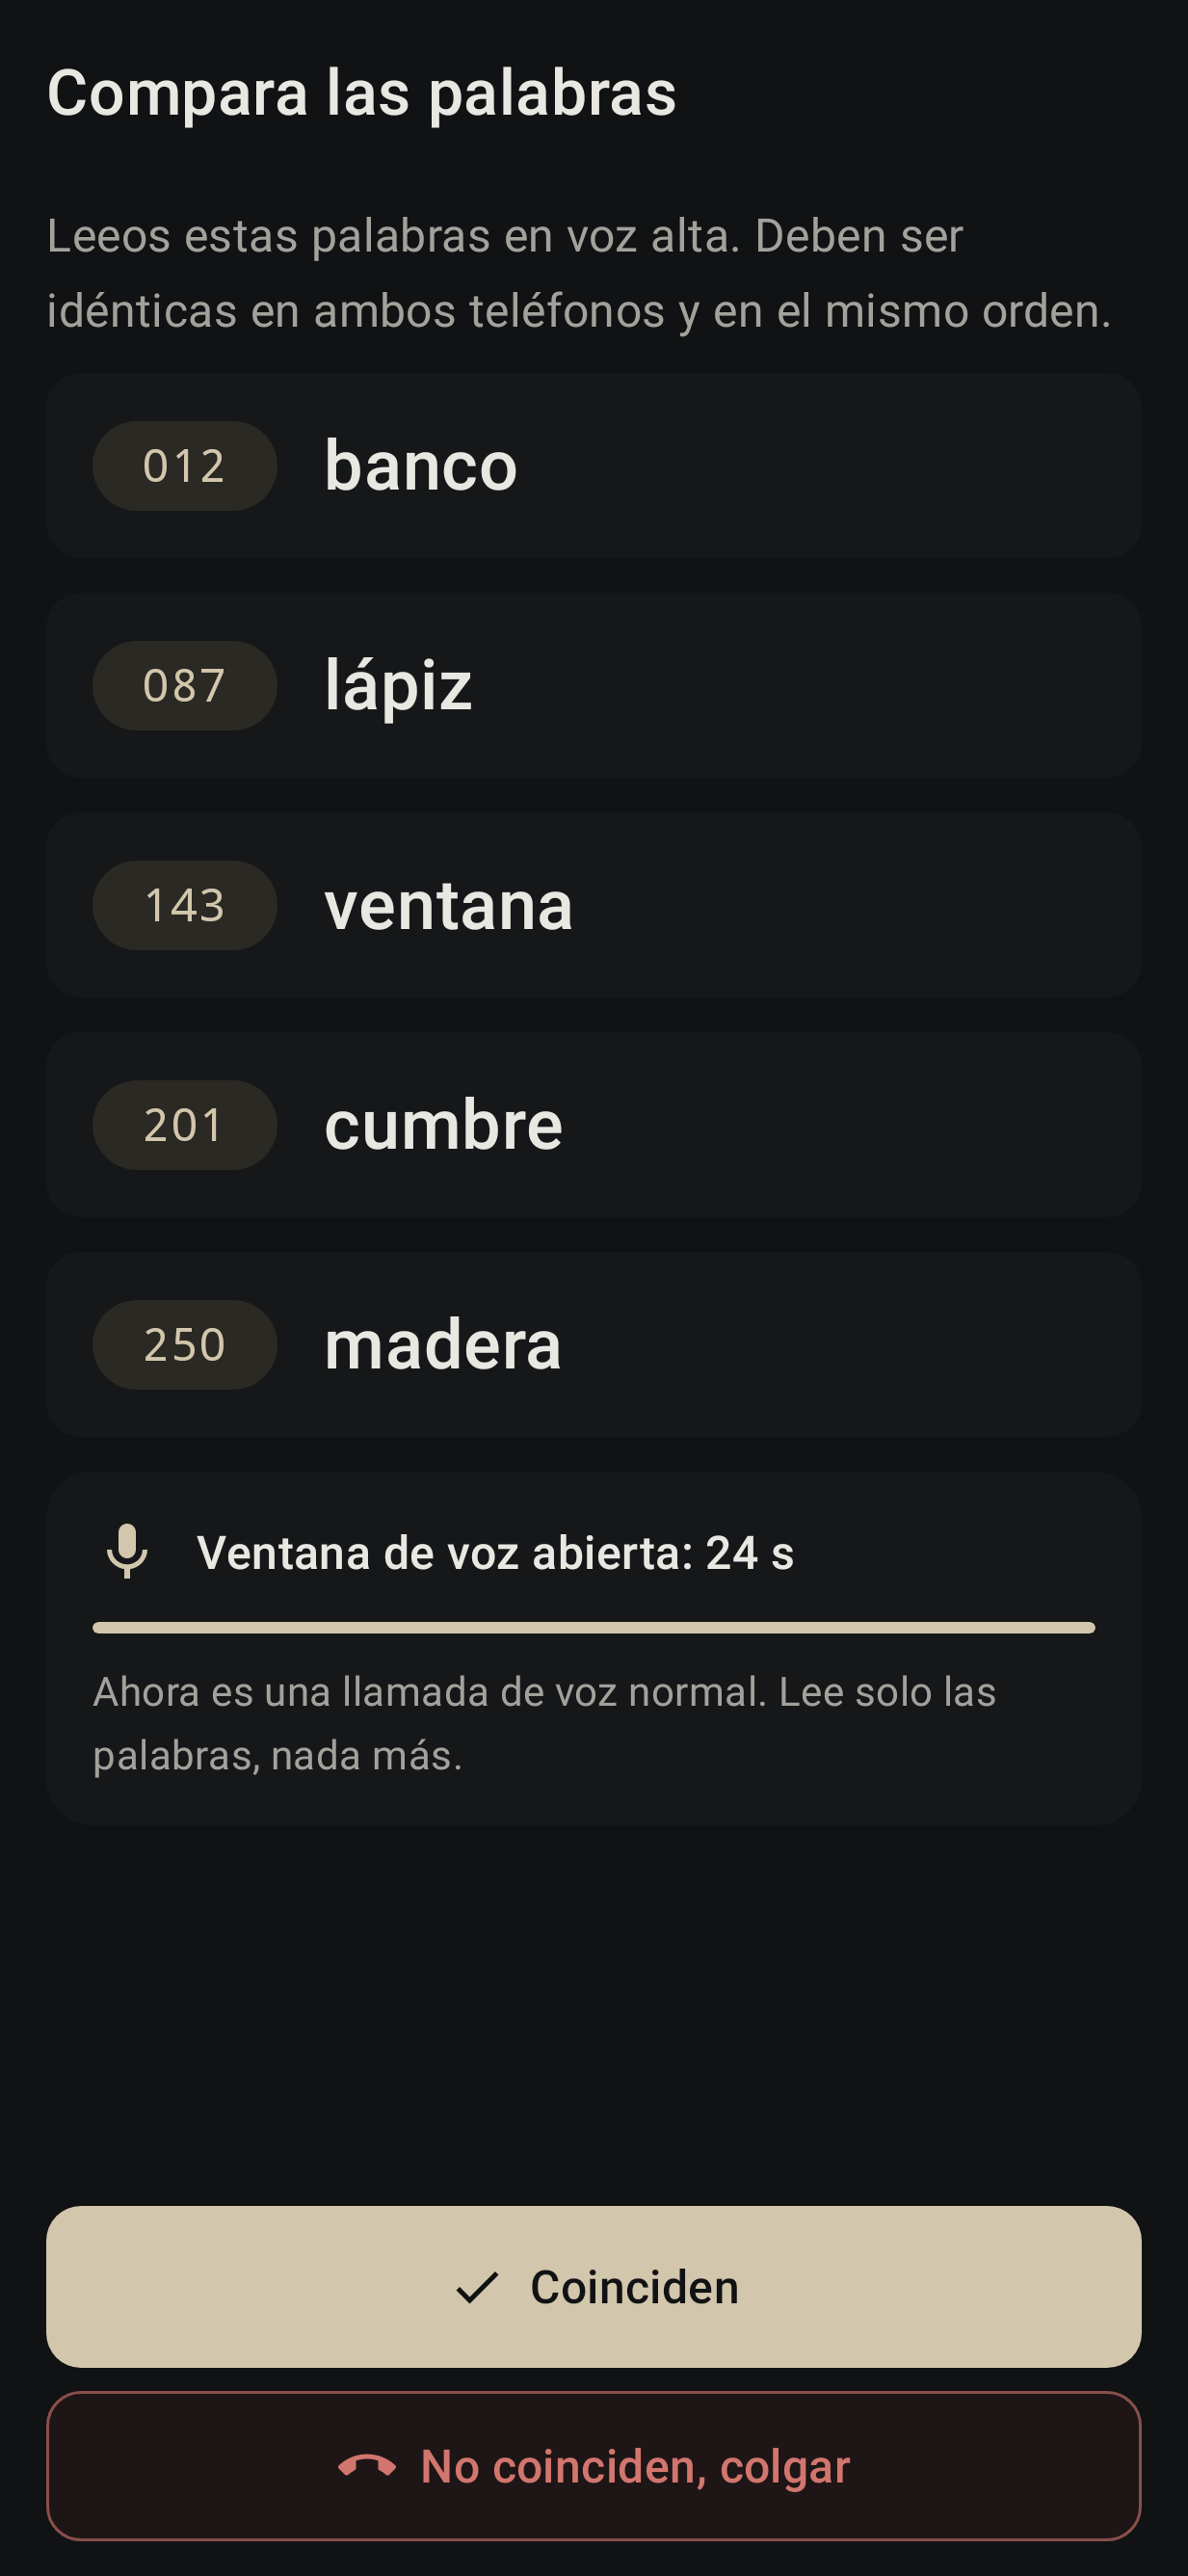 Compara las palabras
Leeos estas palabras en voz alta. Deben ser
idénticas en ambos teléfonos y en el mismo orden.
012 banco
087 lápiz
143 ventana
201 cumbre
250 madera
Ventana de voz abierta: 24 s
Ahora es una llamada de voz normal. Lee solo las
palabras, nada más.
Coinciden
No coinciden, colgar